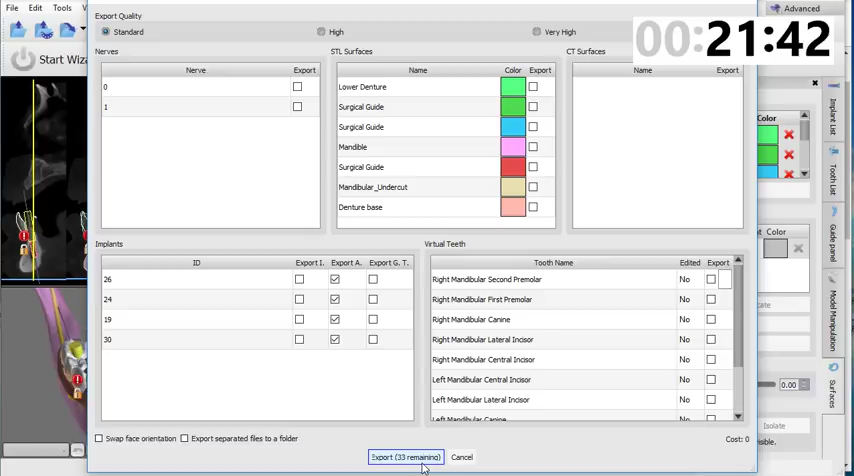 File Edit Tools
Advanced
Start Wiza
00:21:42
Export Quality
Standard High Very High
Nerves STL Surfaces CT Surfaces
Nerve Export
0
1
Name Color Export
Lower Denture
Surgical Guide
Surgical Guide
Mandible
Surgical Guide
Mandibular_Undercut
Denture base
Name Export
Implants Virtual Teeth
ID Export I. Export A. Export G. T.
26
24
19
30
Tooth Name Edited Export
Right Mandibular Second Premolar No
Right Mandibular First Premolar No
Right Mandibular Canine No
Right Mandibular Lateral Incisor No
Right Mandibular Central Incisor No
Left Mandibular Central Incisor No
Left Mandibular Lateral Incisor No
Left Mandibular Canine No
Swap face orientation Export separated files to a folder Cost: 0
Export (33 remaining) Cancel
Color
Color
Implant List
Tooth List
Guide panel
Model Manipulation
Surfaces
0.00
Isolate